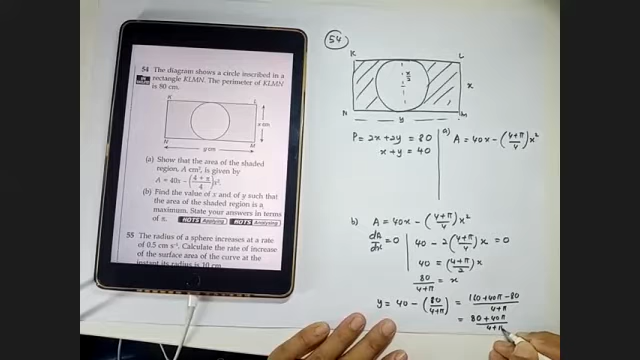 54 The diagram shows a circle inscribed in a
rectangle KLMN. The perimeter of KLMN
is 80 cm.
K
L
x cm
N
M
y cm
(a) Show that the area of the shaded
region, A cm², is given by
A = 40x − ((4 + π)/4)x².
(b) Find the value of x and of y such that
the area of the shaded region is a
maximum. State your answers in terms
of π. HOTS Applying HOTS Analysing
55 The radius of a sphere increases at a rate
of 0.5 cm s⁻¹. Calculate the rate of increase
of the surface area of the curve at the
instant its radius is 10 cm.
54
K
L
x/2
x
N
M
y
P = 2x + 2y = 80
x + y = 40
a) A = 40x − ((4+π)/4)x²
b) A = 40x − ((4+π)/4)x²
dA/dx = 0
40 − 2((4+π)/4)x = 0
40 = ((4+π)/2)x
80/(4+π) = x
y = 40 − (80/(4+π)) = (160+40π−80)/(4+π)
= (80+40π)/(4+π